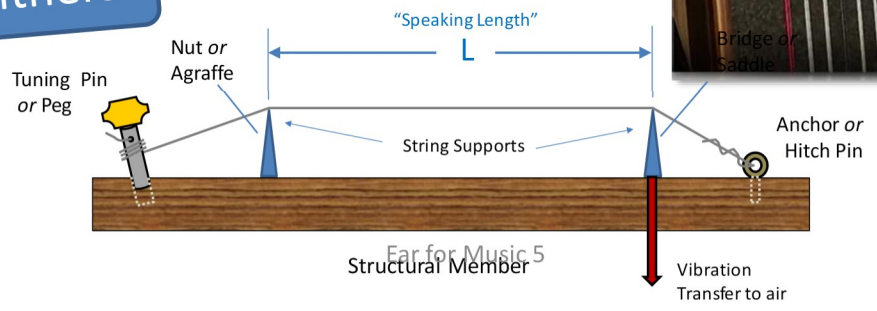 “Speaking Length”
L
Nut or
Agraffe
Bridge or
Saddle
Tuning Pin
or Peg
String Supports
Anchor or
Hitch Pin
Ear for Music 5
Structural Member
Vibration
Transfer to air